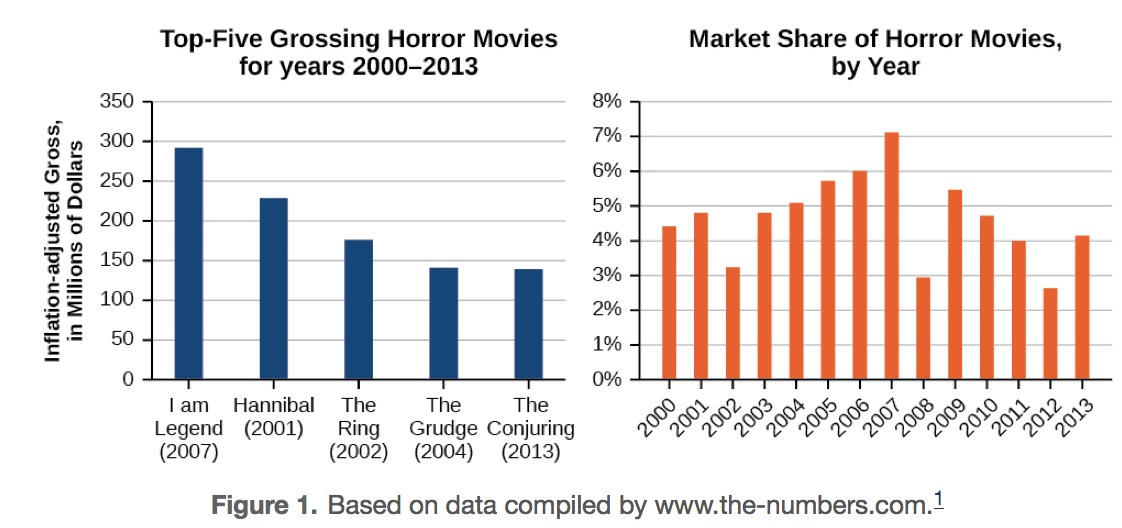 Top-Five Grossing Horror Movies
for years 2000–2013
Inflation-adjusted Gross,
in Millions of Dollars
350
300
250
200
150
100
50
0
I am
Legend
(2007)
Hannibal
(2001)
The
Ring
(2002)
The
Grudge
(2004)
The
Conjuring
(2013)
Market Share of Horror Movies,
by Year
8%
7%
6%
5%
4%
3%
2%
1%
0%
2000
2001
2002
2003
2004
2005
2006
2007
2008
2009
2010
2011
2012
2013
Figure 1. Based on data compiled by www.the-numbers.com.1